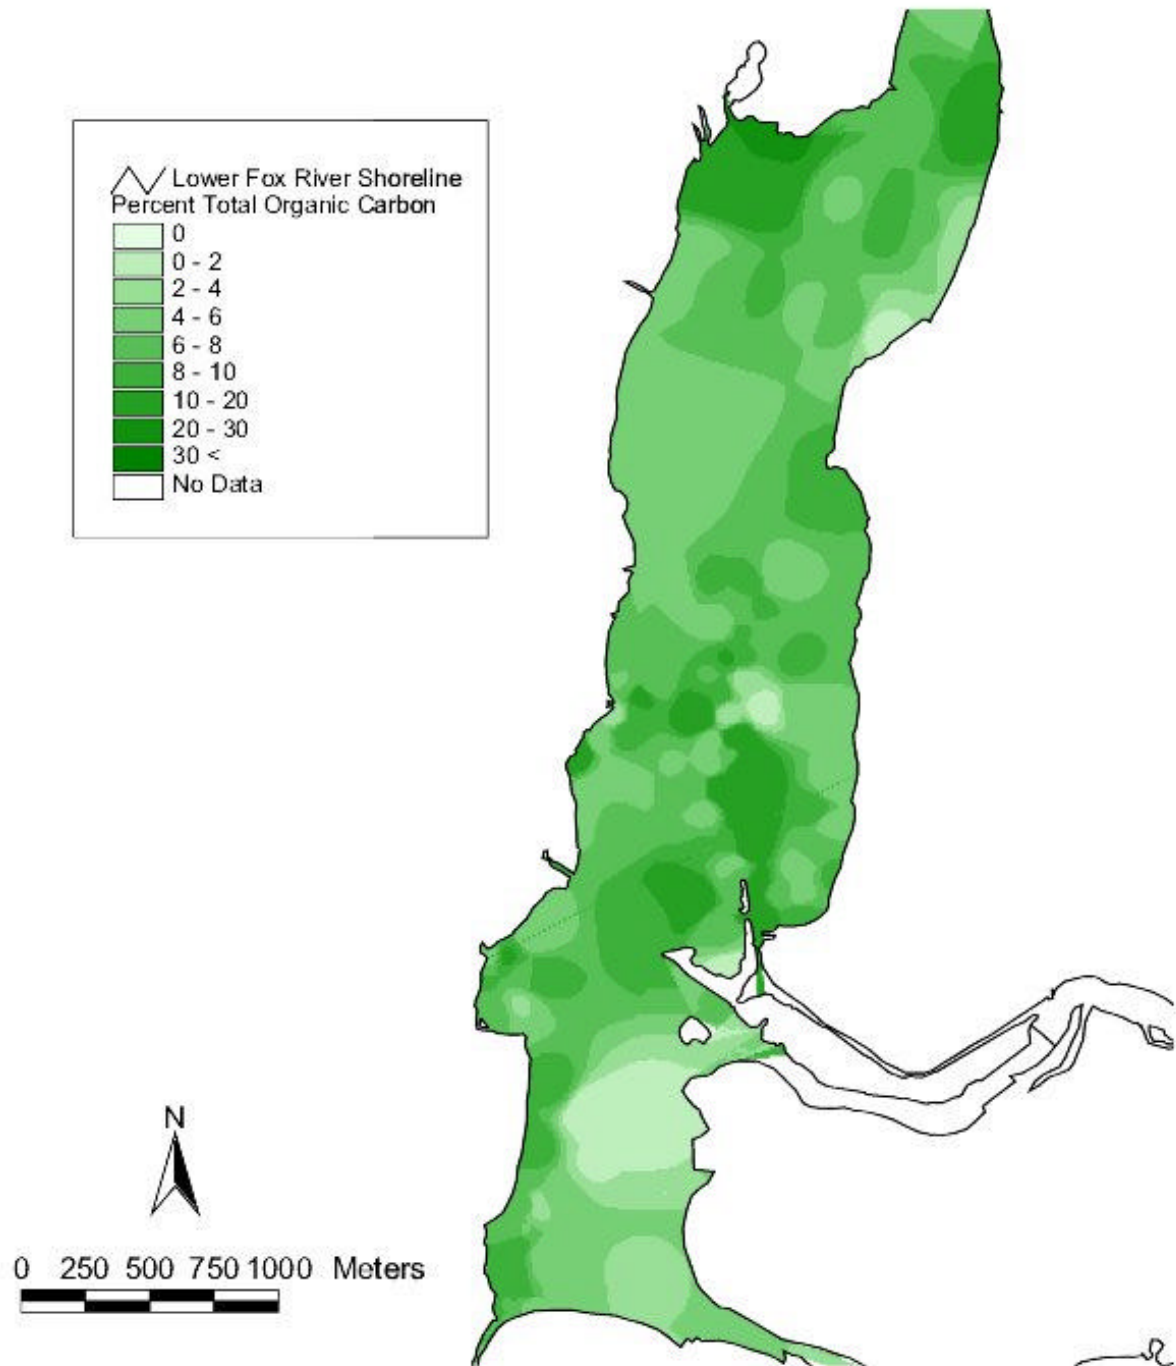 Lower Fox River Shoreline
Percent Total Organic Carbon
0
0 - 2
2 - 4
4 - 6
6 - 8
8 - 10
10 - 20
20 - 30
30 <
No Data
N
0 250 500 750 1000 Meters